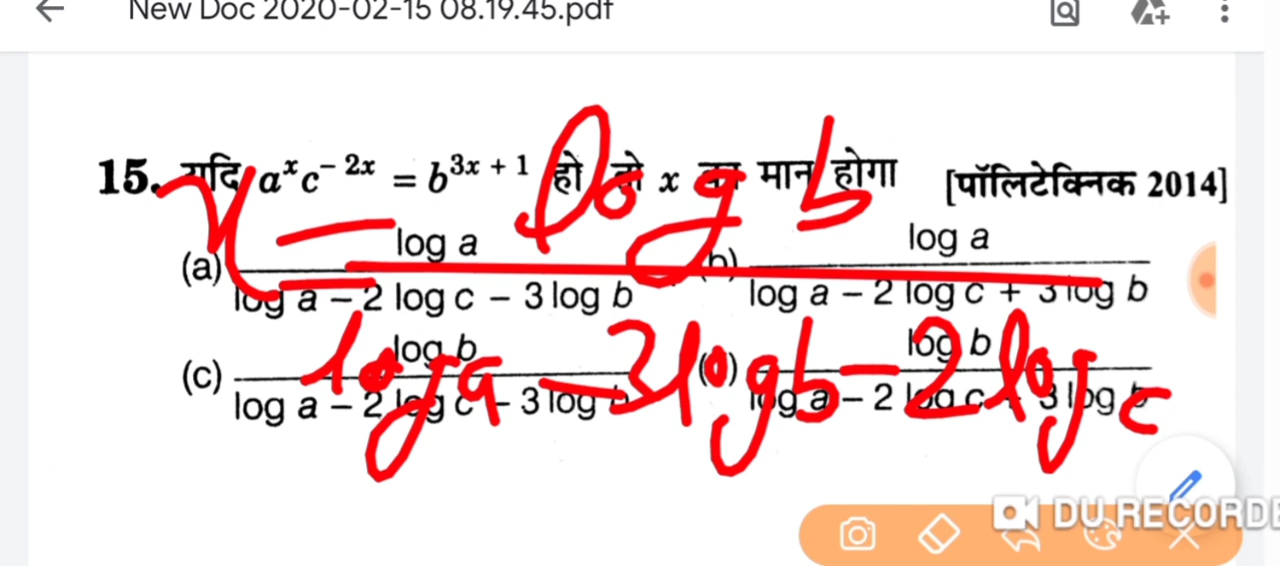 New Doc 2020-02-15 08.19.45.pdf
15. यदि a^x c^{-2x} = b^{3x + 1} हो तो x का मान होगा [पॉलिटेक्निक 2014]
(a) log a / log a – 2 log c – 3 log b
(b) log a / log a – 2 log c + 3 log b
(c) log b / log a – 2 log c – 3 log b
(d) log b / log a – 2 log c + 3 log b
x = log b / log a – 3 log b – 2 log c
DU RECORDE